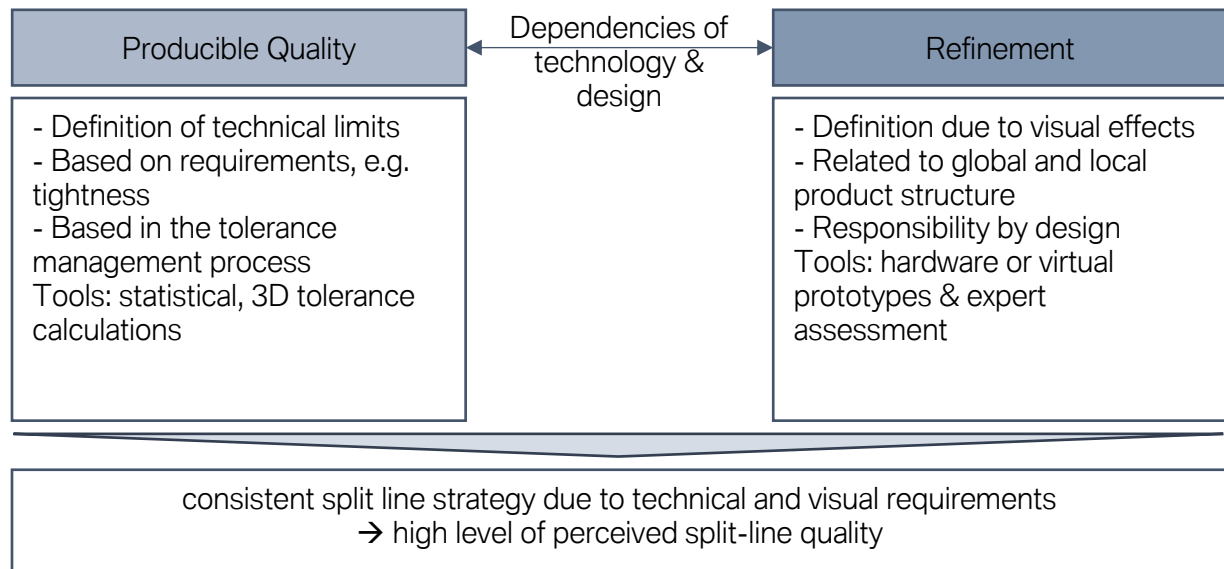 Producible Quality
Dependencies of
technology &
design
Refinement
- Definition of technical limits
- Based on requirements, e.g.
tightness
- Based in the tolerance
management process
Tools: statistical, 3D tolerance
calculations
- Definition due to visual effects
- Related to global and local
product structure
- Responsibility by design
Tools: hardware or virtual
prototypes & expert
assessment
consistent split line strategy due to technical and visual requirements
→ high level of perceived split-line quality